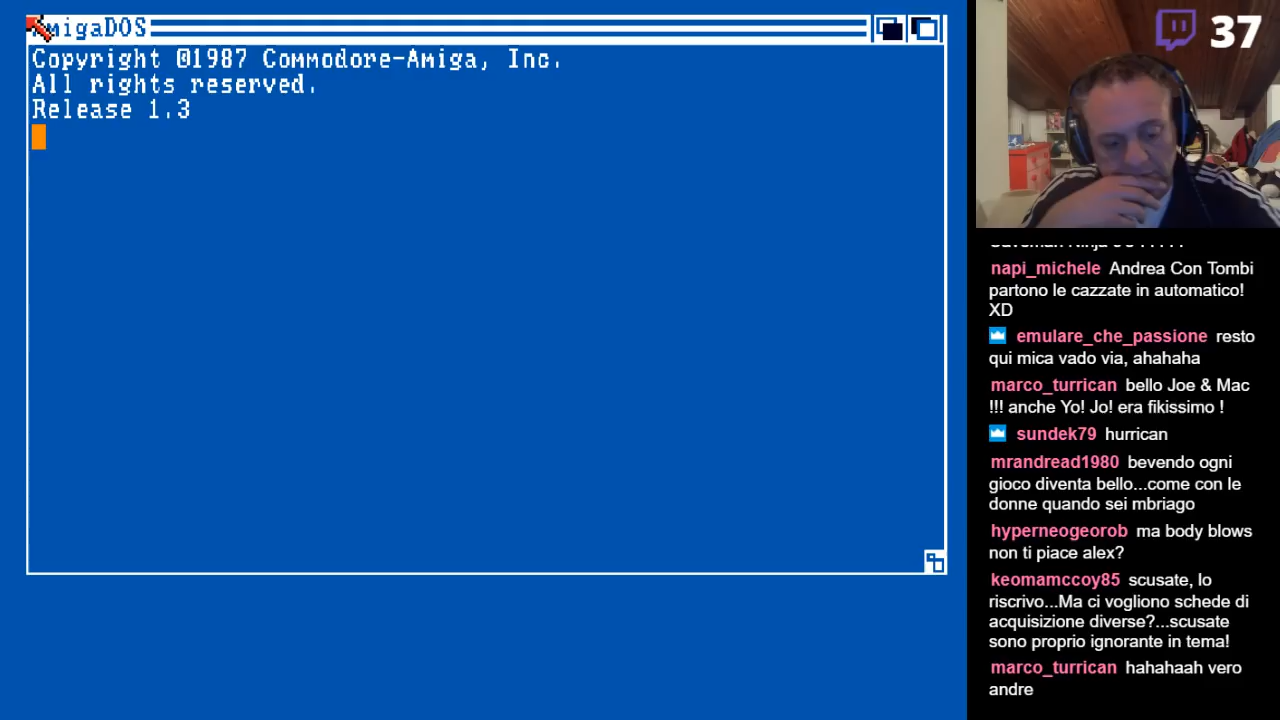 migaDOS
Copyright @1987 Commodore-Amiga, Inc.
All rights reserved.
Release 1.3
37
napi_michele Andrea Con Tombi
partono le cazzate in automatico!
XD
emulare_che_passione resto
qui mica vado via, ahahaha
marco_turrican bello Joe & Mac
!!! anche Yo! Jo! era fikissimo !
sundek79 hurrican
mrandread1980 bevendo ogni
gioco diventa bello...come con le
donne quando sei mbriago
hyperneogeorob ma body blows
non ti piace alex?
keomamccoy85 scusate, lo
riscrivo...Ma ci vogliono schede di
acquisizione diverse?...scusate
sono proprio ignorante in tema!
marco_turrican hahahaah vero
andre